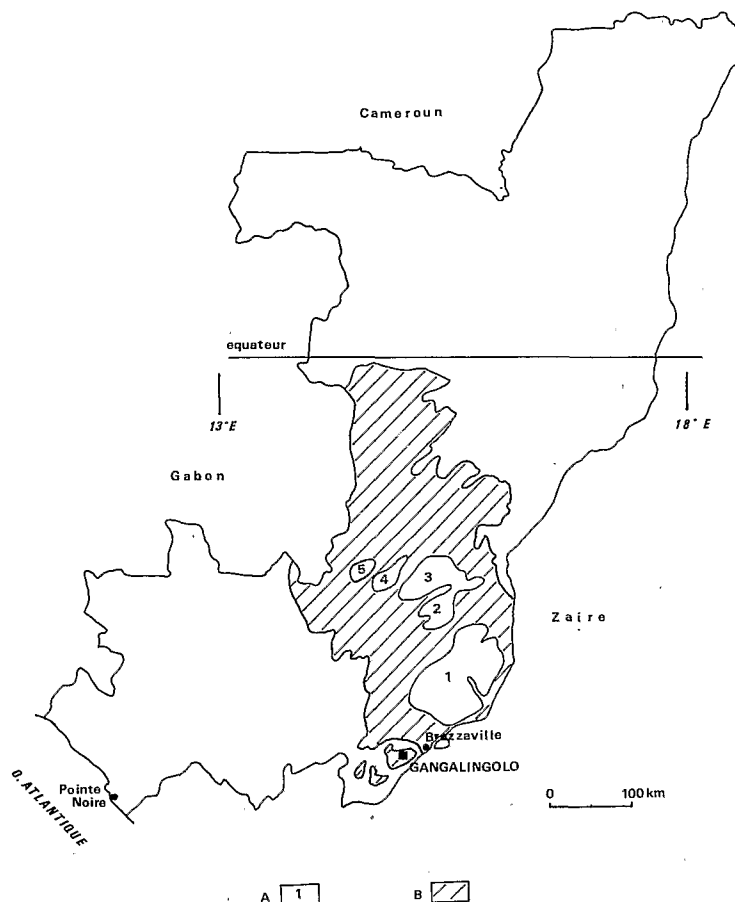 Cameroun
equateur
13°E
18° E
Gabon
5
4
3
2
Zaïre
1
Brazzaville
GANGALINGOLO
Pointe
Noire
O. ATLANTIQUE
0 100 km
A 1 B